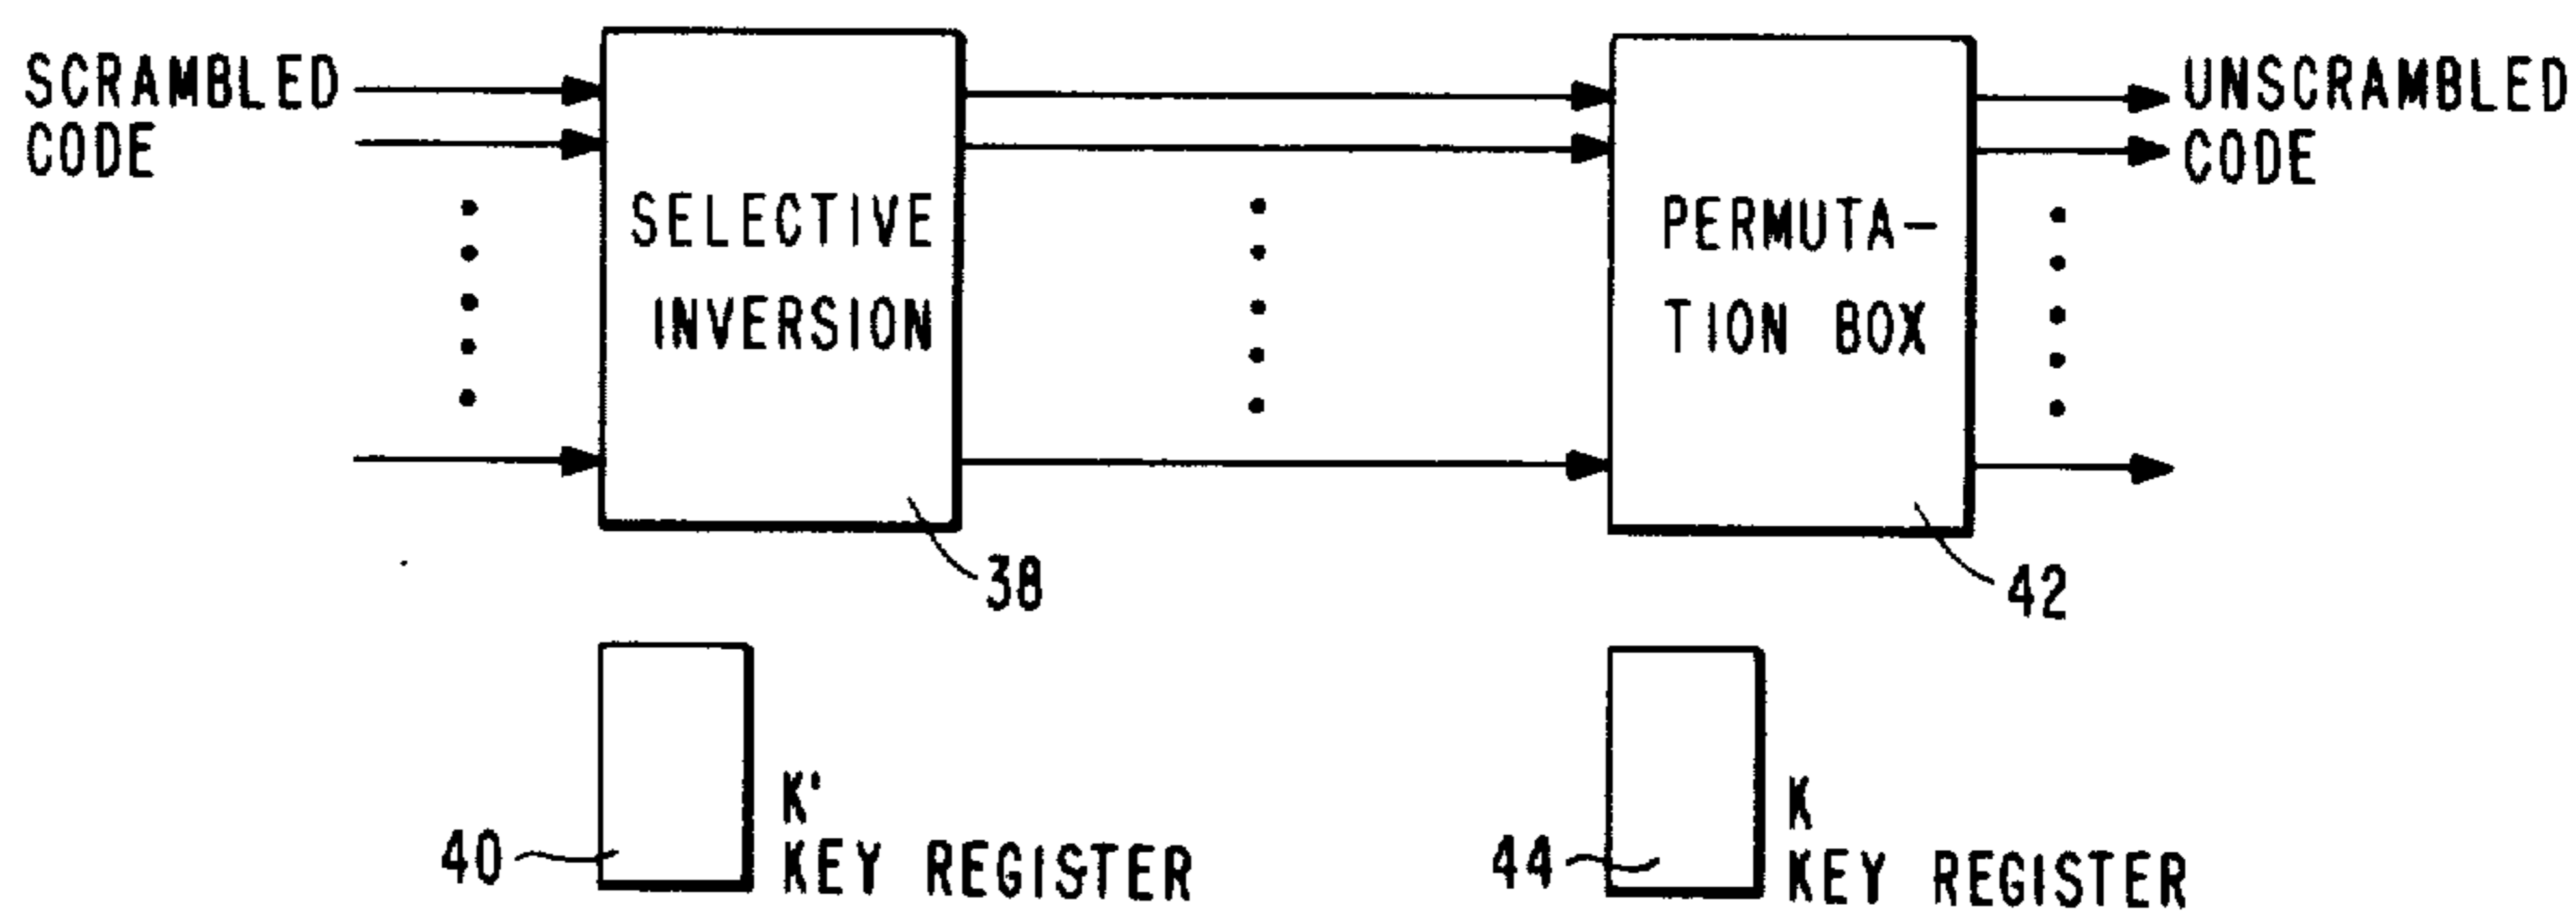 SCRAMBLED
CODE
SELECTIVE
INVERSION
38
PERMUTA-
TION BOX
42
UNSCRAMBLED
CODE
40
K'
KEY REGISTER
44
K
KEY REGISTER